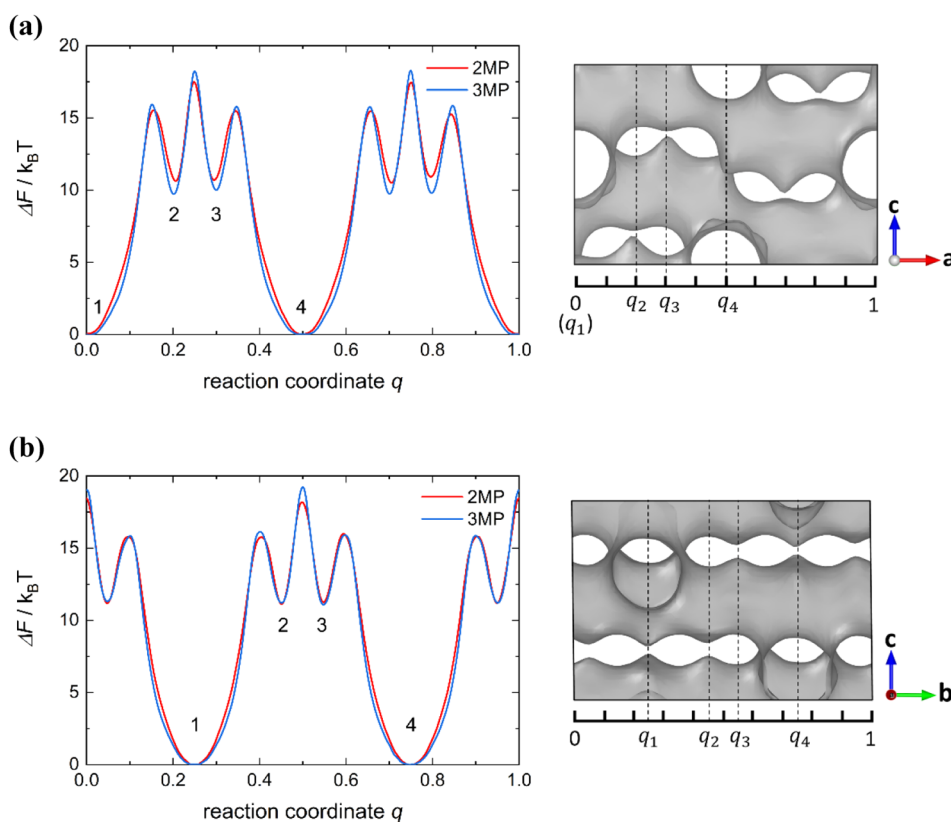 (a)
20
15
10
5
0
ΔF / k_BT
2MP
3MP
1
2
3
4
0.0 0.2 0.4 0.6 0.8 1.0
reaction coordinate q
c
a
0 q₂ q₃ q₄ 1
(q₁)
(b)
20
15
10
5
0
ΔF / k_BT
2MP
3MP
2 3
1 4
0.0 0.2 0.4 0.6 0.8 1.0
reaction coordinate q
c
b
0 q₁ q₂ q₃ q₄ 1